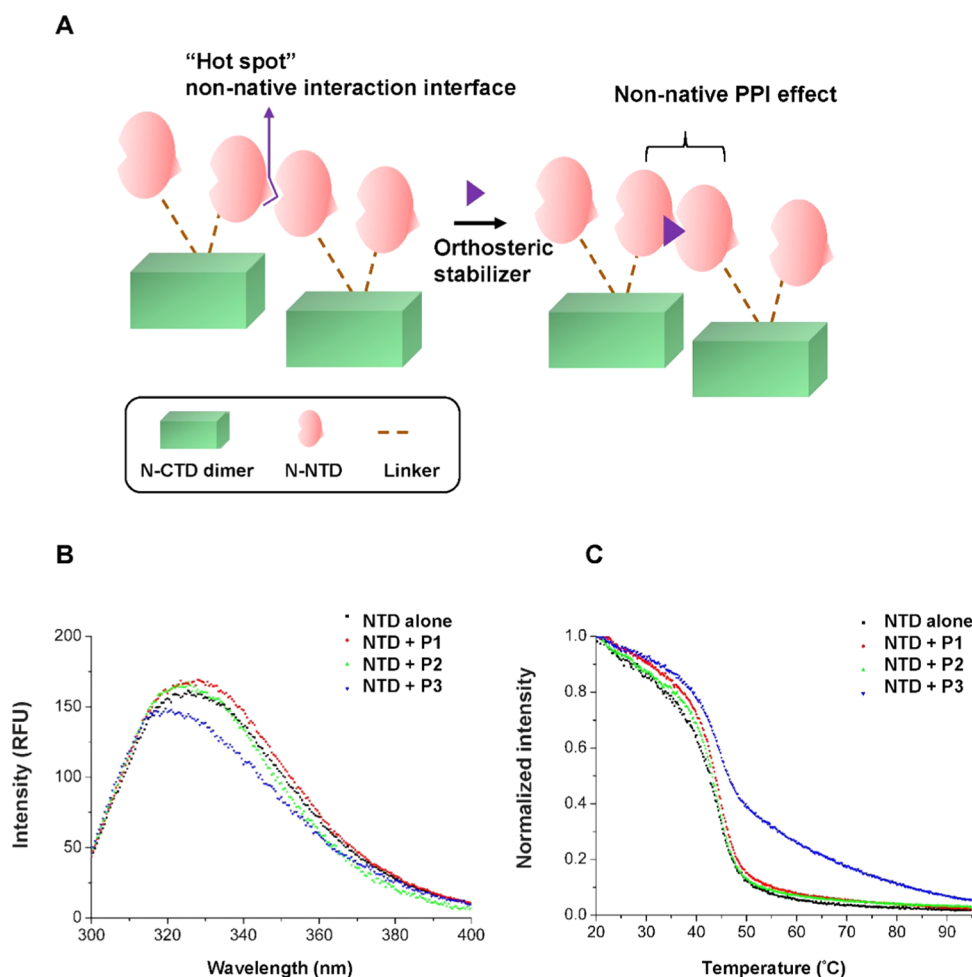 A
“Hot spot”
non-native interaction interface
Non-native PPI effect
Orthosteric
stabilizer
N-CTD dimer
N-NTD
Linker
B
NTD alone
NTD + P1
NTD + P2
NTD + P3
200
150
100
50
0
300
320
340
360
380
400
Intensity (RFU)
Wavelength (nm)
C
NTD alone
NTD + P1
NTD + P2
NTD + P3
1.0
0.8
0.6
0.4
0.2
0.0
20
30
40
50
60
70
80
90
Normalized intensity
Temperature (˚C)